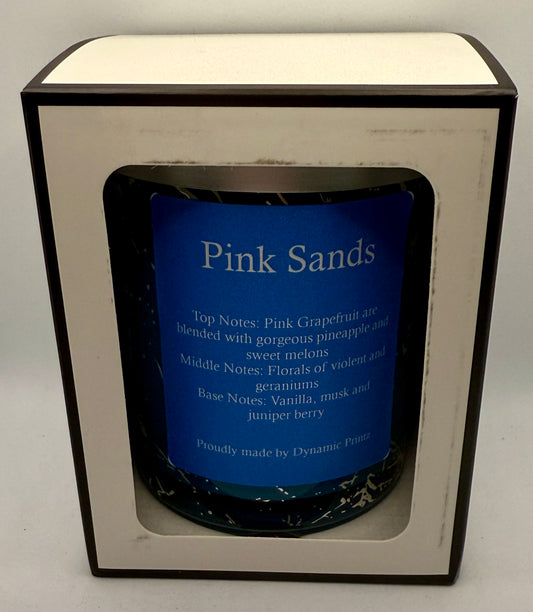 Pink Sands
Top Notes: Pink Grapefruit are
blended with gorgeous pineapple and
sweet melons
Middle Notes: Florals of violent and
geraniums
Base Notes: Vanilla, musk and
juniper berry
Proudly made by Dynamic Printz